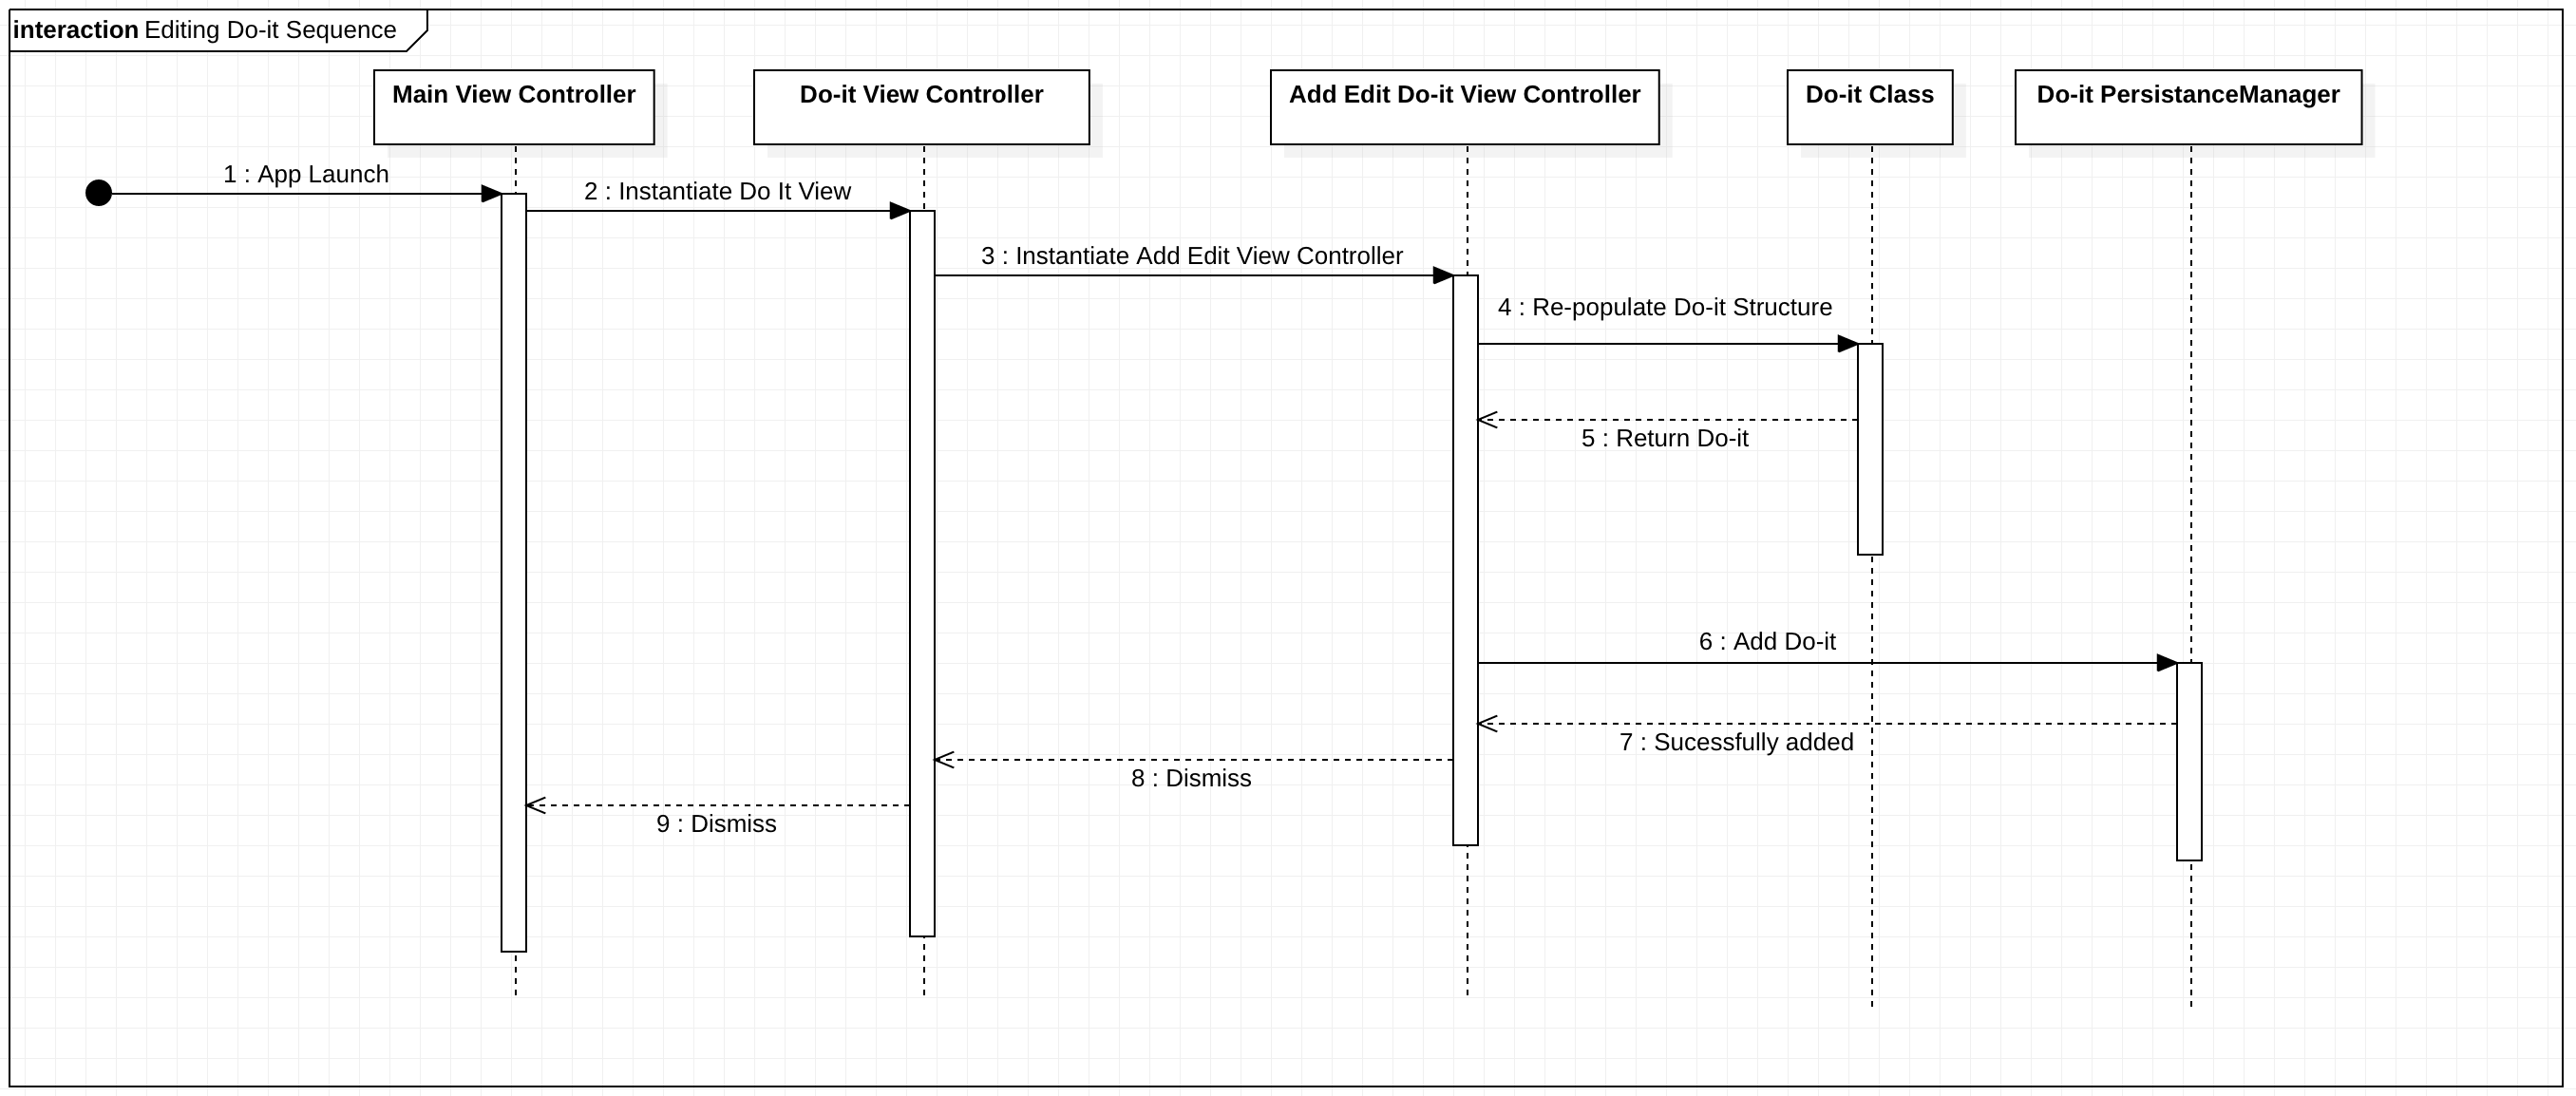 interaction Editing Do-it Sequence
Main View Controller
Do-it View Controller
Add Edit Do-it View Controller
Do-it Class
Do-it PersistanceManager
1 : App Launch
2 : Instantiate Do It View
3 : Instantiate Add Edit View Controller
4 : Re-populate Do-it Structure
5 : Return Do-it
6 : Add Do-it
7 : Sucessfully added
8 : Dismiss
9 : Dismiss